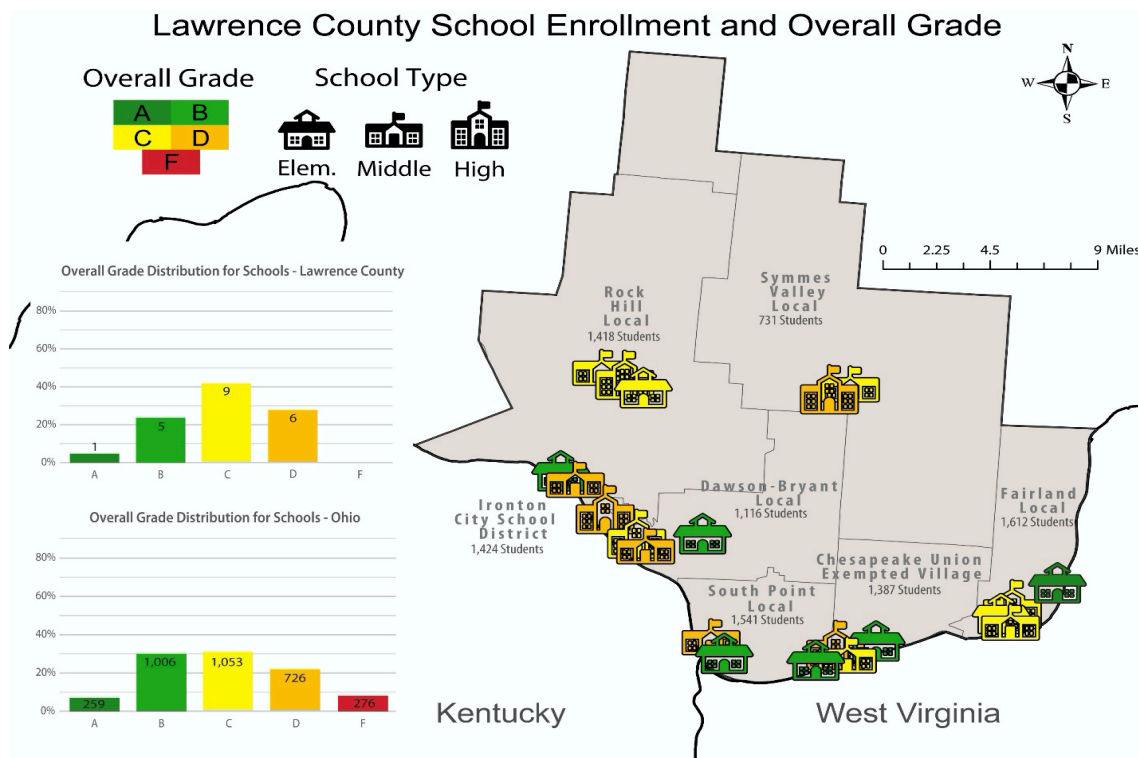 Lawrence County School Enrollment and Overall Grade
Overall Grade
A B
C D
F
School Type
Elem. Middle High
N
W E
S
0 2.25 4.5 9 Miles
Overall Grade Distribution for Schools - Lawrence County
80%
60%
40%
20%
0%
1 5 9 6
A B C D F
Overall Grade Distribution for Schools - Ohio
80%
60%
40%
20%
0%
259 1,006 1,053 726 276
A B C D F
Rock
Hill
Local
1,418 Students
Symmes
Valley
Local
731 Students
Ironton
City School
District
1,424 Students
Dawson-Bryant
Local
1,116 Students
Fairland
Local
1,612 Students
Chesapeake Union
Exempted Village
1,387 Students
South Point
Local
1,541 Students
Kentucky
West Virginia